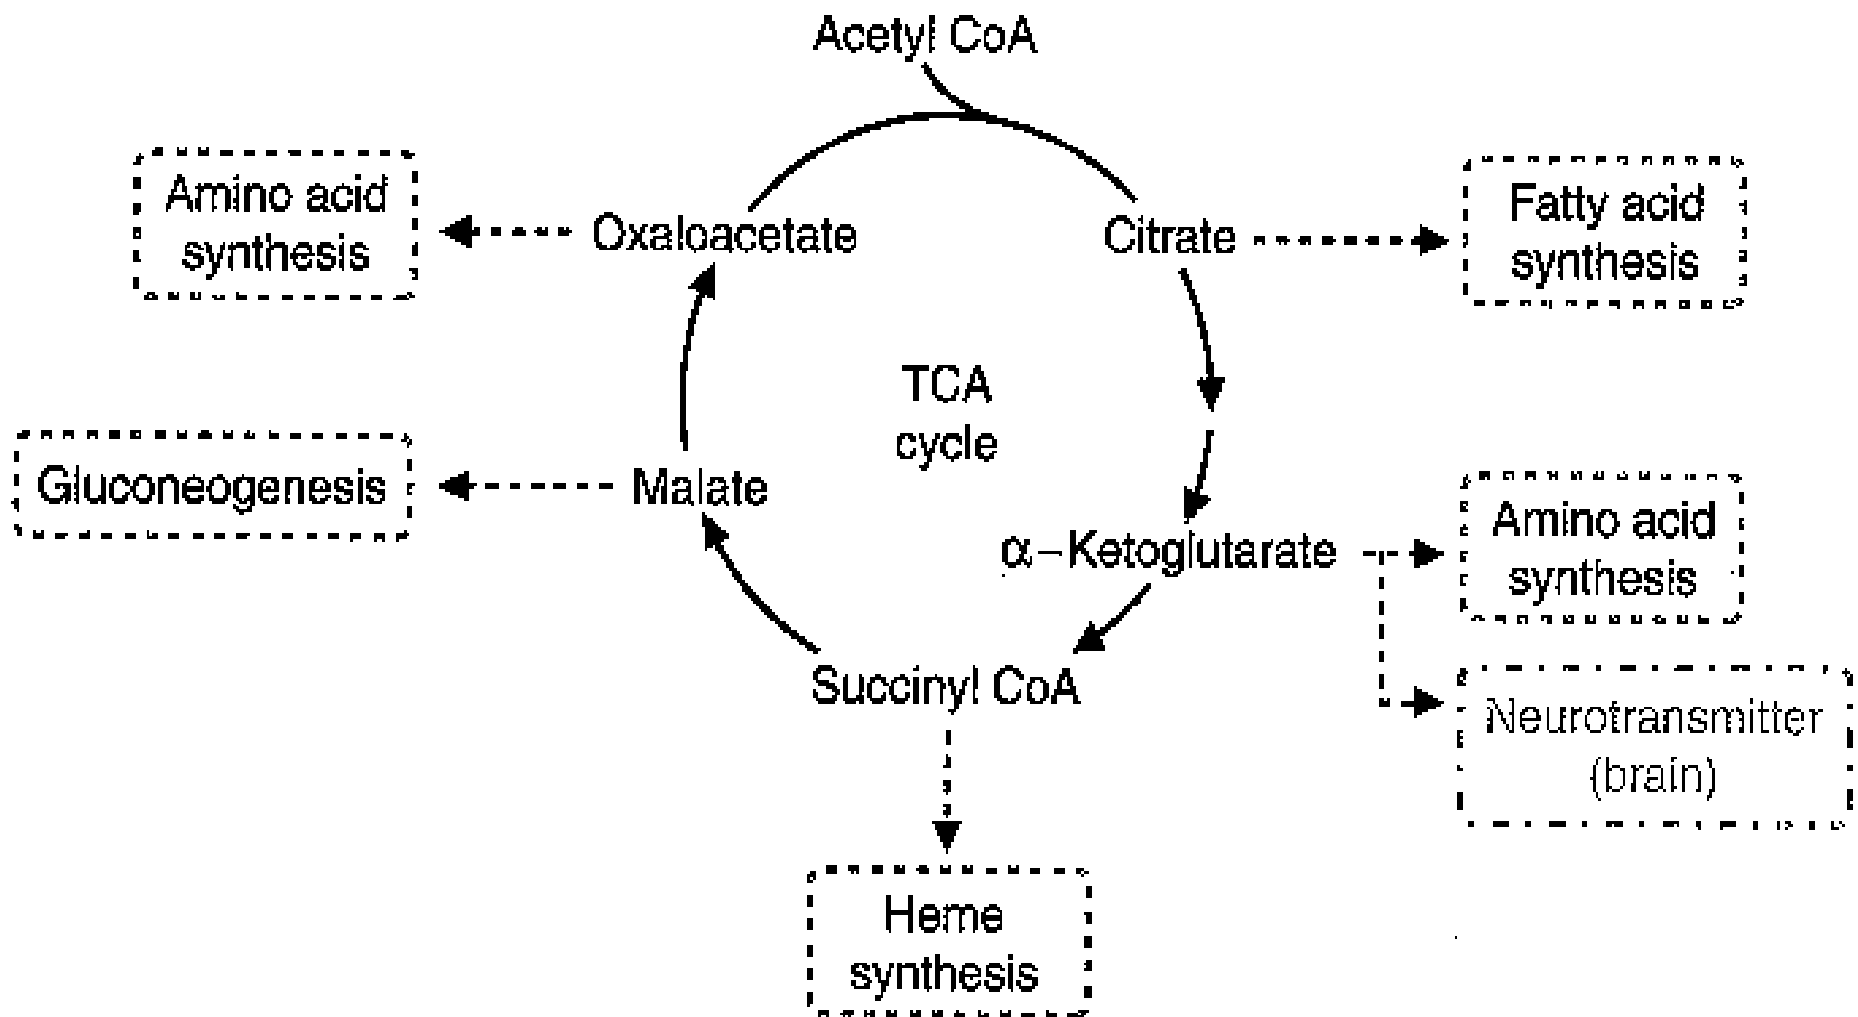 Acetyl CoA
Amino acid
synthesis
Oxaloacetate
Citrate
Fatty acid
synthesis
TCA
cycle
Gluconeogenesis
Malate
α–Ketoglutarate
Amino acid
synthesis
Succinyl CoA
Neurotransmitter
(brain)
Heme
synthesis